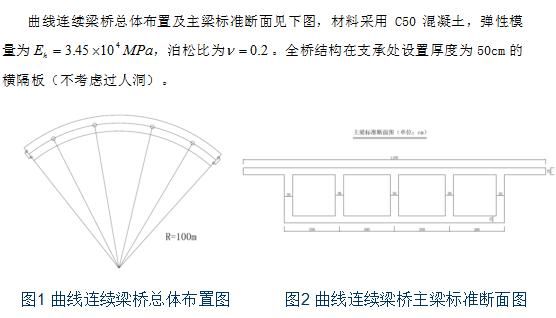 曲线连续梁桥总体布置及主梁标准断面见下图，材料采用 C50 混凝土，弹性模
量为 E_h = 3.45×10⁴ MPa，泊松比为 ν = 0.2 。全桥结构在支承处设置厚度为 50cm 的
横隔板（不考虑过人洞）。
主梁标准断面图（单位：cm）
R=100m
图1 曲线连续梁桥总体布置图
图2 曲线连续梁桥主梁标准断面图